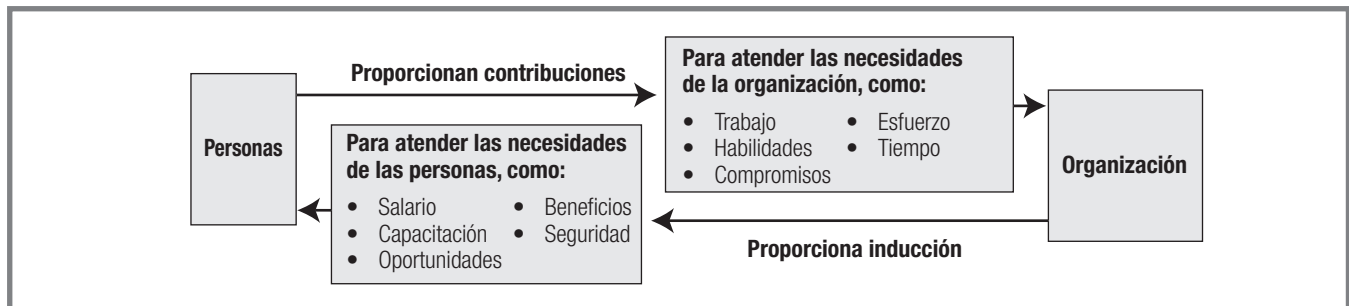 Personas
Proporcionan contribuciones
Para atender las necesidades
de la organización, como:
• Trabajo • Esfuerzo
• Habilidades • Tiempo
• Compromisos
Organización
Proporciona inducción
Para atender las necesidades
de las personas, como:
• Salario • Beneficios
• Capacitación • Seguridad
• Oportunidades